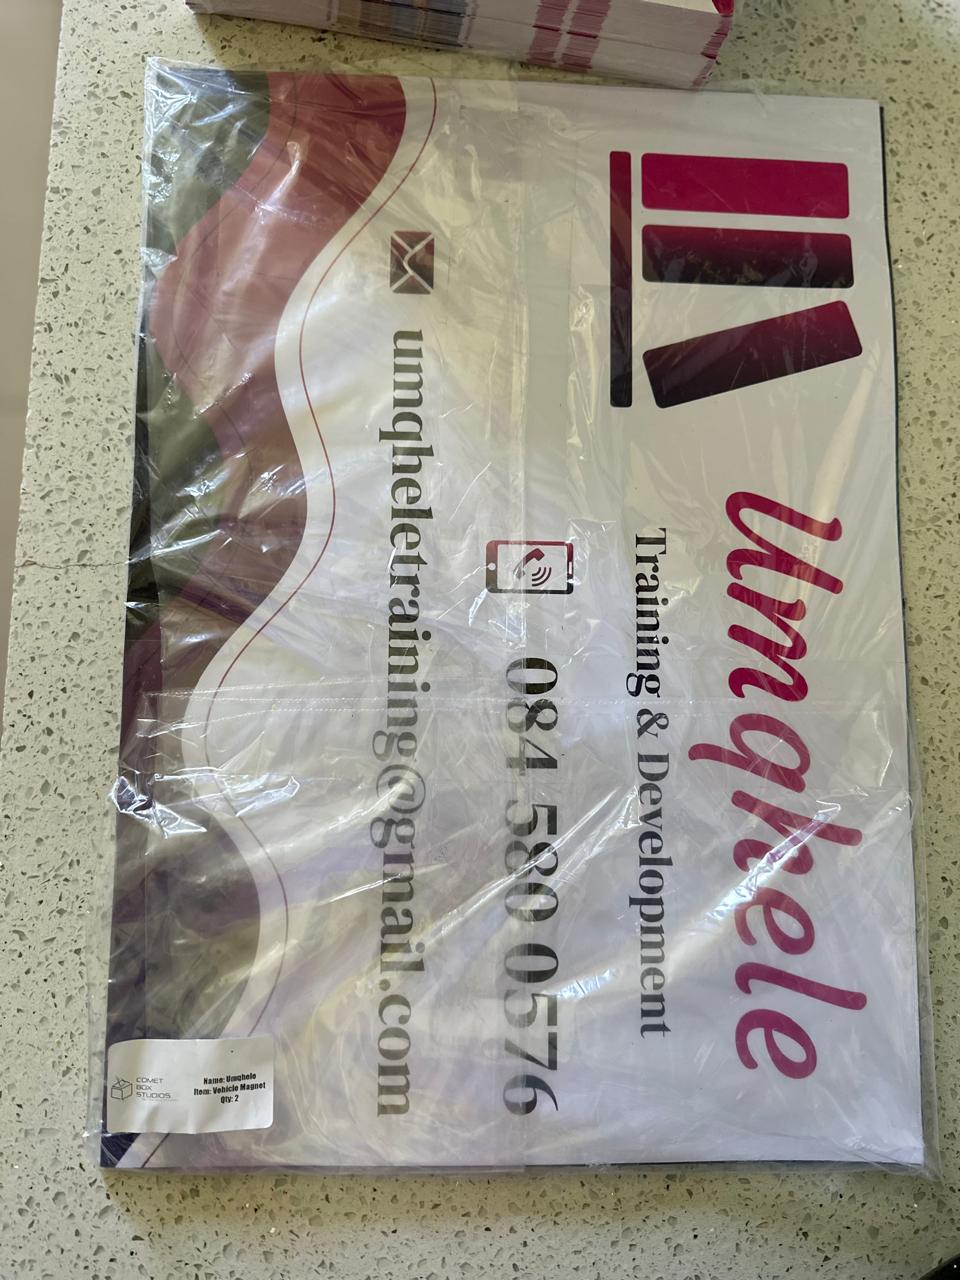 Umqhele
Training & Development
084 580 0576
umqheletraining@gmail.com
COMET
BOX
STUDIOS
Name: Umqhele
Item: Vehicle Magnet
Qty: 2